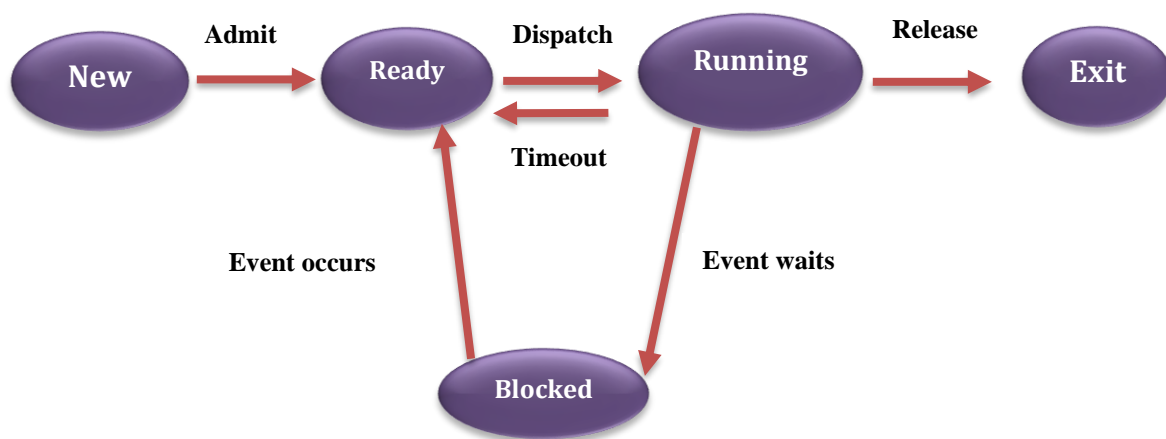 Admit
Dispatch
Release
New
Ready
Running
Exit
Timeout
Event occurs
Event waits
Blocked